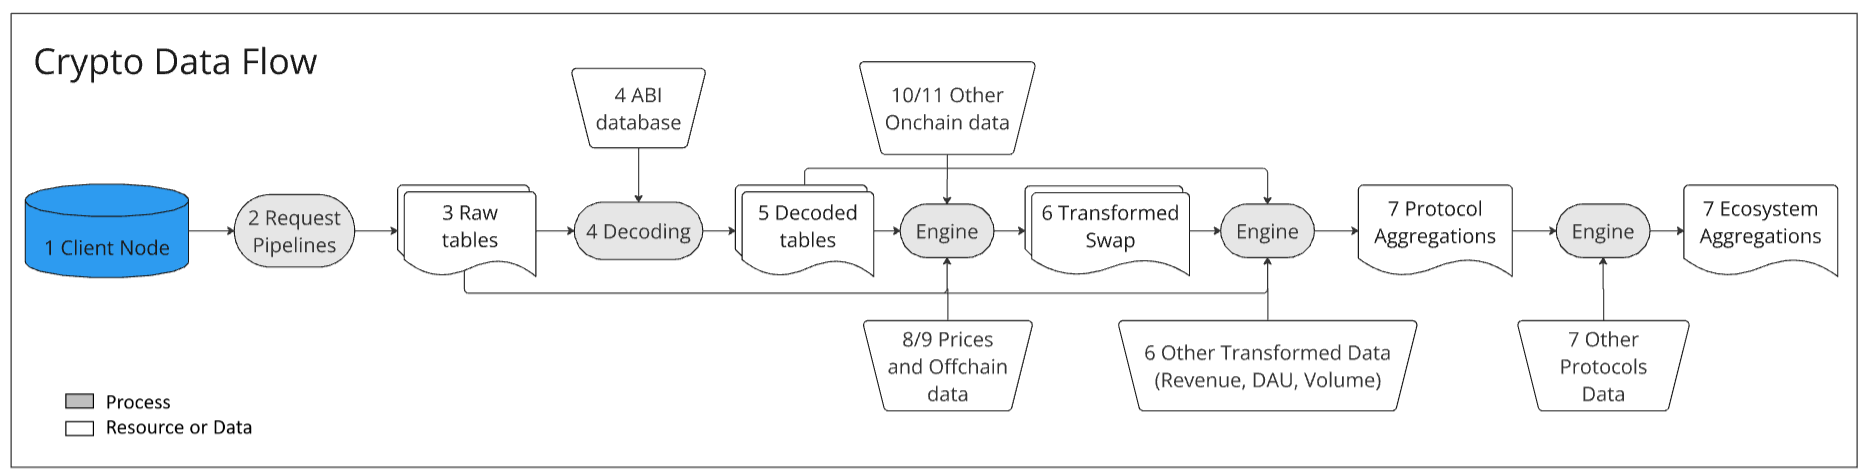 Crypto Data Flow
4 ABI
database
10/11 Other
Onchain data
1 Client Node
2 Request
Pipelines
3 Raw
tables
4 Decoding
5 Decoded
tables
Engine
6 Transformed
Swap
Engine
7 Protocol
Aggregations
Engine
7 Ecosystem
Aggregations
8/9 Prices
and Offchain
data
6 Other Transformed Data
(Revenue, DAU, Volume)
7 Other
Protocols
Data
Process
Resource or Data